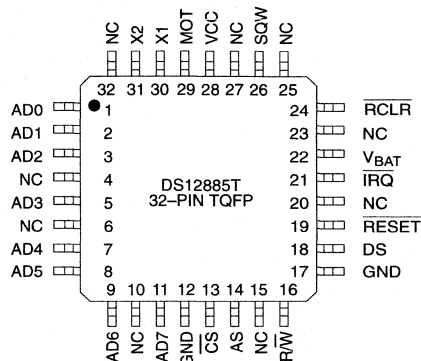 NC X2 X1 MOT VCC NC SQW NC
32 31 30 29 28 27 26 25
AD0 1 24 RCLR
AD1 2 23 NC
AD2 3 22 VBAT
NC 4 21 IRQ
AD3 5 20 NC
NC 6 19 RESET
AD4 7 18 DS
AD5 8 17 GND
DS12885T
32–PIN TQFP
9 10 11 12 13 14 15 16
AD6 NC AD7 GND CS AS NC R/W